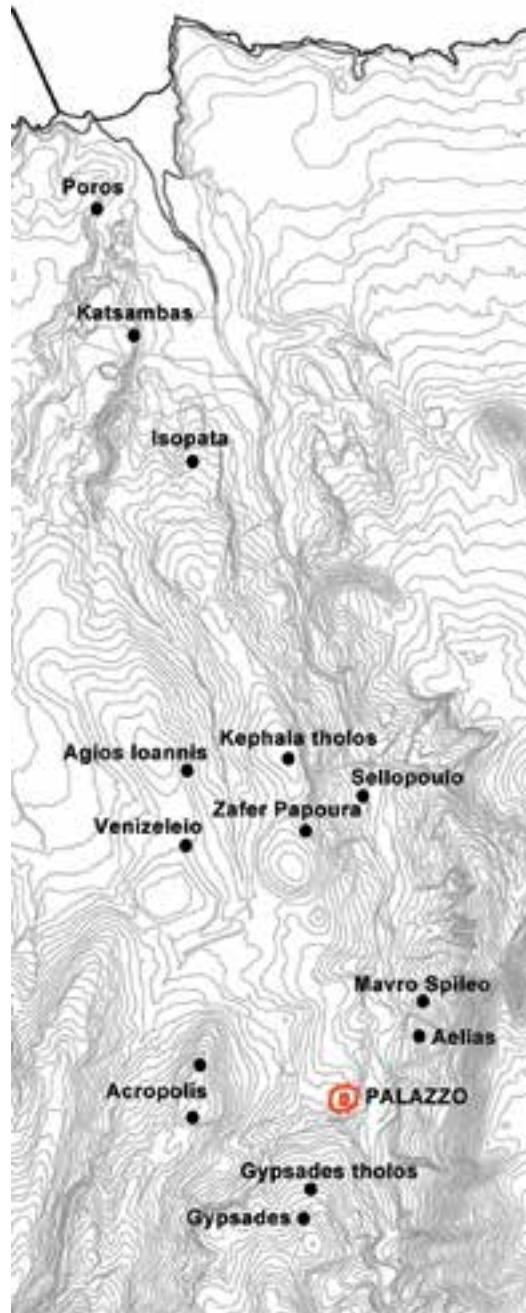 Poros
Katsambas
Isopata
Kephala tholos
Agios Ioannis
Sellopoulo
Zafer Papoura
Venizeleio
Mavro Spileo
Aelias
Acropolis
PALAZZO
Gypsades tholos
Gypsades